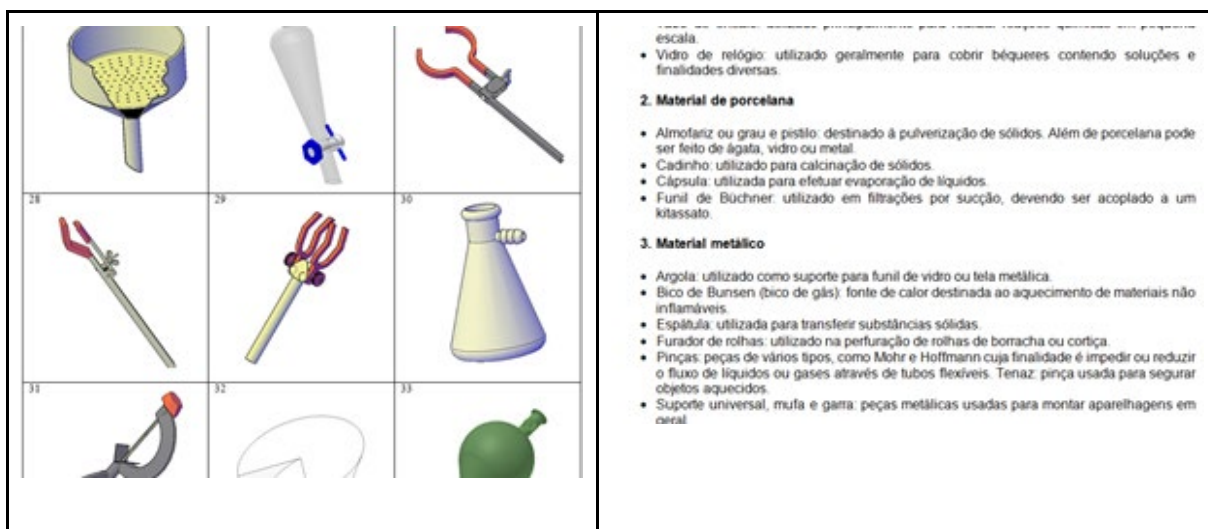 28 29 30
31 32 33
escala.
• Vidro de relógio: utilizado geralmente para cobrir béqueres contendo soluções e
finalidades diversas.
2. Material de porcelana
• Almofariz ou grau e pistilo: destinado à pulverização de sólidos. Além de porcelana pode
ser feito de ágata, vidro ou metal.
• Cadinho: utilizado para calcinação de sólidos.
• Cápsula: utilizada para efetuar evaporação de líquidos.
• Funil de Büchner: utilizado em filtrações por sucção, devendo ser acoplado a um
kitassato.
3. Material metálico
• Argola: utilizado como suporte para funil de vidro ou tela metálica.
• Bico de Bunsen (bico de gás): fonte de calor destinada ao aquecimento de materiais não
inflamáveis.
• Espátula: utilizada para transferir substâncias sólidas.
• Furador de rolhas: utilizado na perfuração de rolhas de borracha ou cortiça.
• Pinças: peças de vários tipos, como Mohr e Hoffmann cuja finalidade é impedir ou reduzir
o fluxo de líquidos ou gases através de tubos flexíveis. Tenaz: pinça usada para segurar
objetos aquecidos.
• Suporte universal, mufa e garra: peças metálicas usadas para montar aparelhagens em
geral